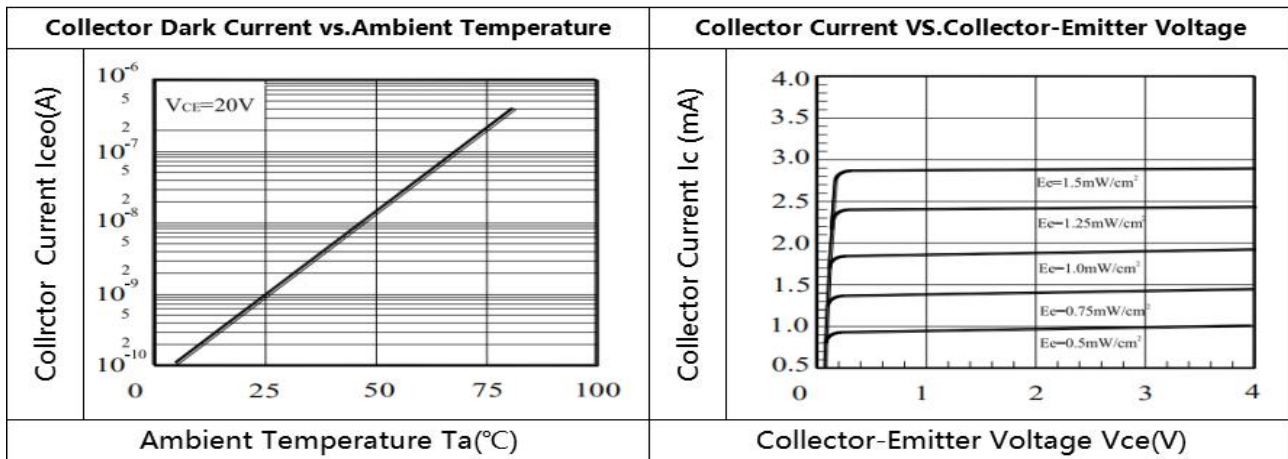 Collector Dark Current vs.Ambient Temperature
Collrctor Current Iceo(A)
10-6
5
VCE=20V
2
10-7
5
2
10-8
5
2
10-9
5
2
10-10
0 25 50 75 100
Ambient Temperature Ta(℃)
Collector Current VS.Collector-Emitter Voltage
Collector Current Ic (mA)
4.0
3.5
3.0
Ee=1.5mW/cm²
2.5
Ee=1.25mW/cm²
2.0
Ee=1.0mW/cm²
1.5
Ee=0.75mW/cm²
1.0
Ee=0.5mW/cm²
0.5
0 1 2 3 4
Collector-Emitter Voltage Vce(V)